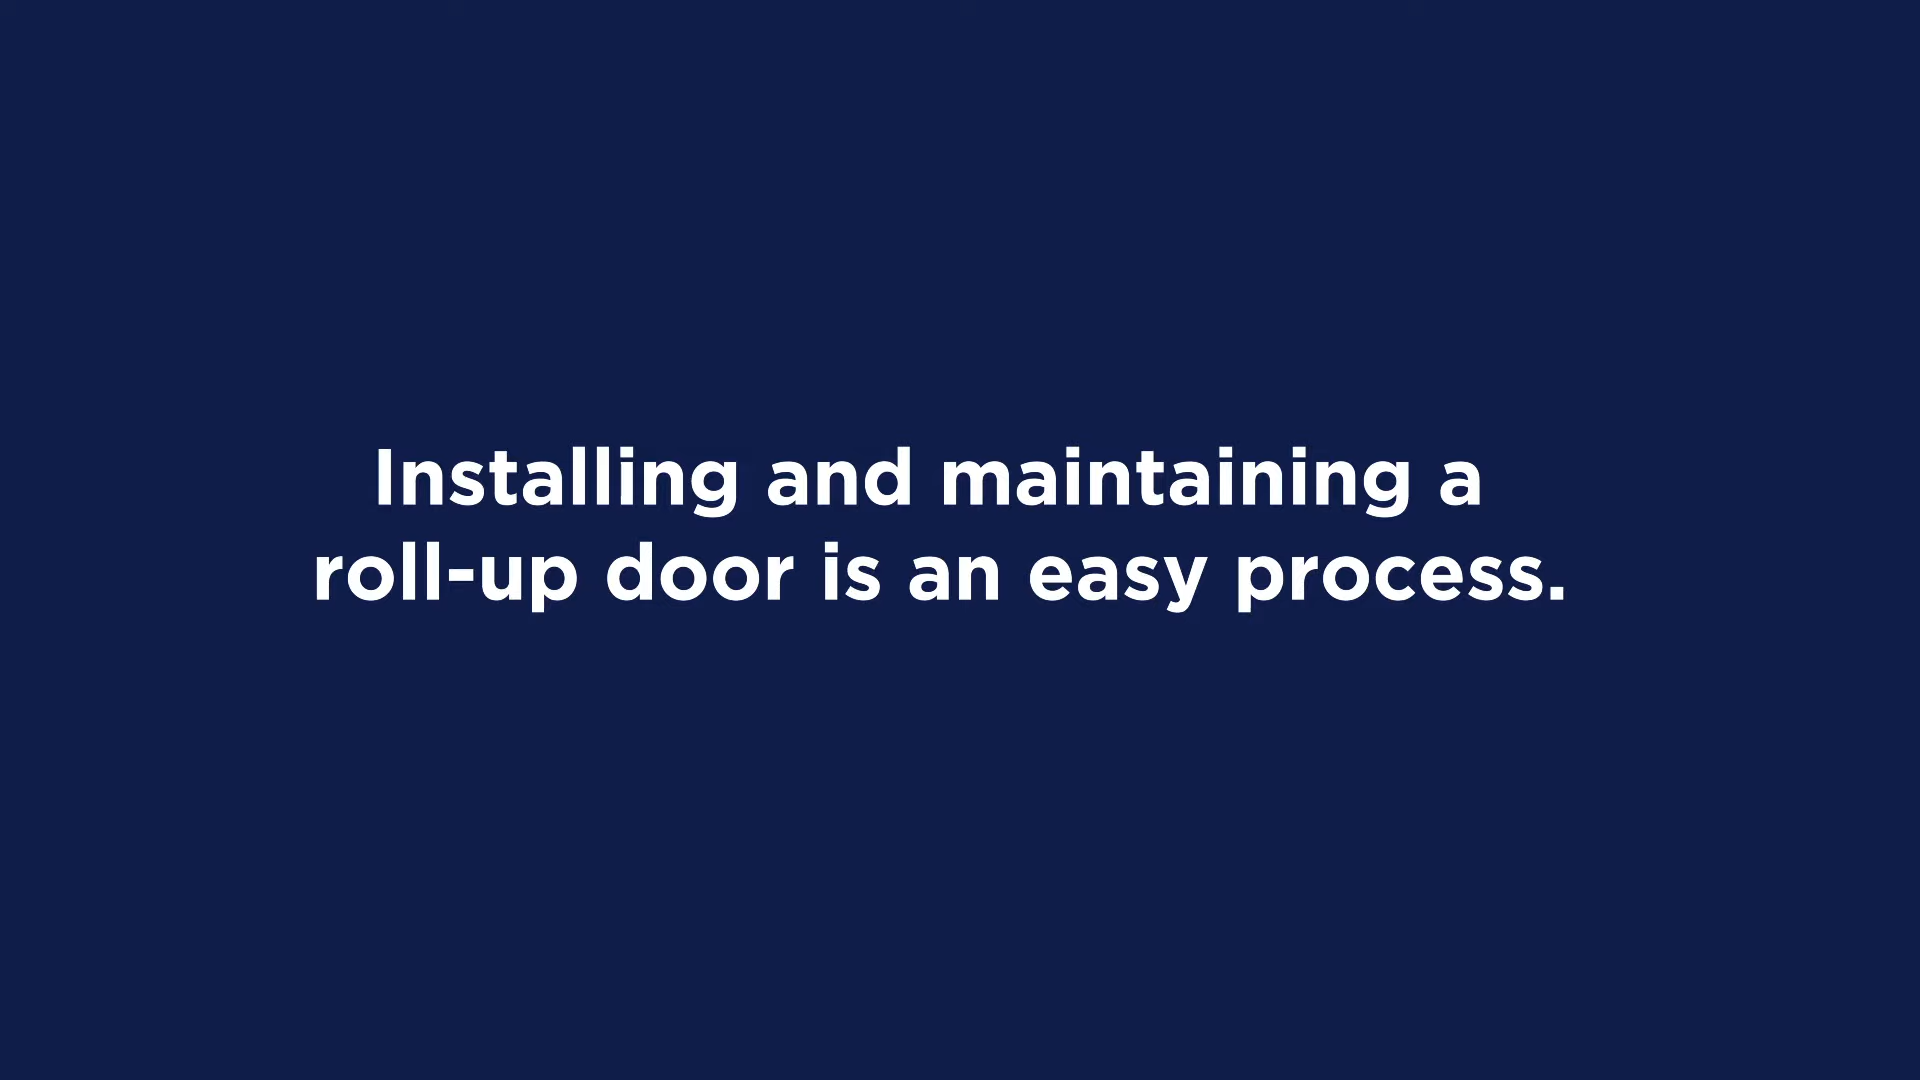 Installing and maintaining a
roll-up door is an easy process.